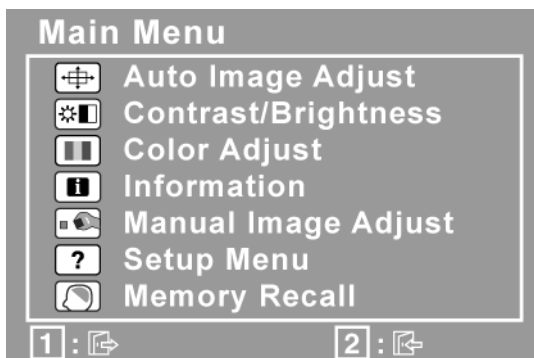 Main Menu
Auto Image Adjust
Contrast/Brightness
Color Adjust
i Information
Manual Image Adjust
? Setup Menu
Memory Recall
1 : 2 :